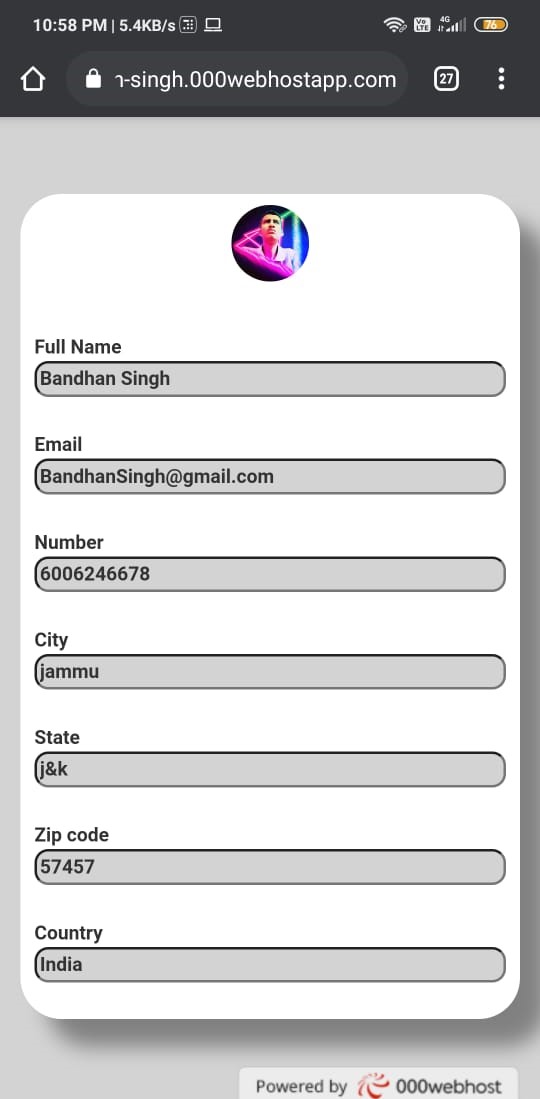 10:58 PM | 5.4KB/s
Vo LTE 4G 76
ו-singh.000webhostapp.com 27
Full Name
Bandhan Singh
Email
BandhanSingh@gmail.com
Number
6006246678
City
jammu
State
j&k
Zip code
57457
Country
India
Powered by 000webhost